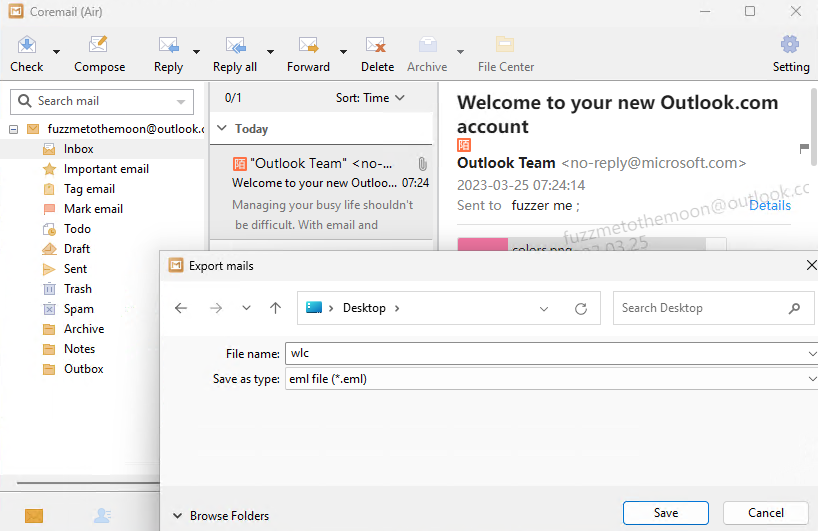 Coremail (Air)
Check Compose Reply Reply all Forward Delete Archive File Center Setting
Search mail
fuzzmetothemoon@outlook.c
Inbox
Important email
Tag email
Mark email
Todo
Draft
Sent
Trash
Spam
Archive
Notes
Outbox
0/1 Sort: Time
Today
陌 "Outlook Team" <no-...
Welcome to your new Outloo... 07:24
Managing your busy life shouldn't
be difficult. With email and
Welcome to your new Outlook.com
account
陌
Outlook Team <no-reply@microsoft.com>
2023-03-25 07:24:14
Sent to fuzzer me ; Details
fuzzmetothemoon@outlook.cc
2023.03.25
colors.png
Export mails
Desktop
Search Desktop
File name: wlc
Save as type: eml file (*.eml)
Browse Folders
Save Cancel